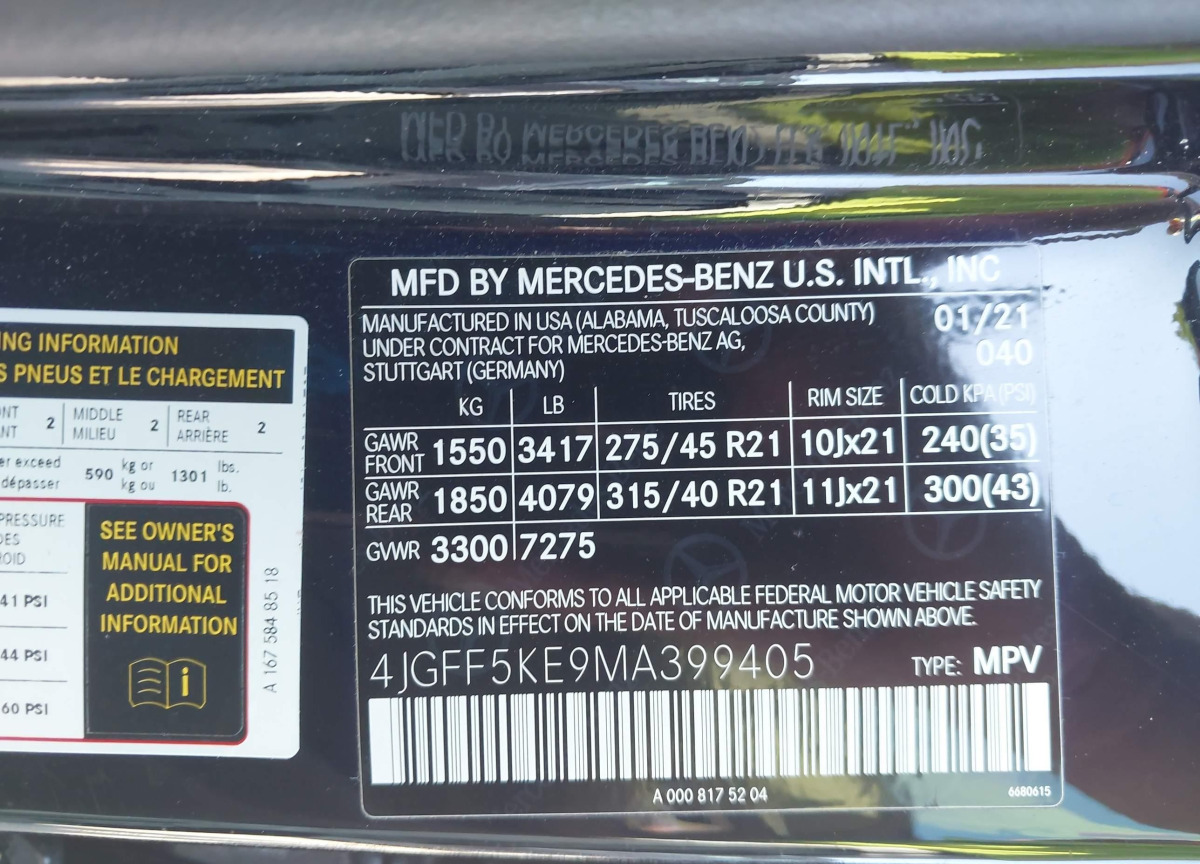 MFD BY MERCEDES-BENZ U.S. INTL., INC
MANUFACTURED IN USA (ALABAMA, TUSCALOOSA COUNTY) 01/21
UNDER CONTRACT FOR MERCEDES-BENZ AG, 040
STUTTGART (GERMANY)
KG LB TIRES RIM SIZE COLD KPA (PSI)
GAWR FRONT 1550 3417 275/45 R21 10Jx21 240(35)
GAWR REAR 1850 4079 315/40 R21 11Jx21 300(43)
GVWR 3300 7275
THIS VEHICLE CONFORMS TO ALL APPLICABLE FEDERAL MOTOR VEHICLE SAFETY
STANDARDS IN EFFECT ON THE DATE OF MANUFACTURE SHOWN ABOVE.
4JGFF5KE9MA399405 TYPE: MPV
A 000 817 52 04 6680615
INFORMATION
PNEUS ET LE CHARGEMENT
2 MIDDLE 2 REAR 2
MILIEU ARRIÈRE
exceed 590 kg or 1301 lbs.
dépasser kg ou lb.
PRESSURE
41 PSI
44 PSI
60 PSI
SEE OWNER'S
MANUAL FOR
ADDITIONAL
INFORMATION
i
A 167 584 85 18